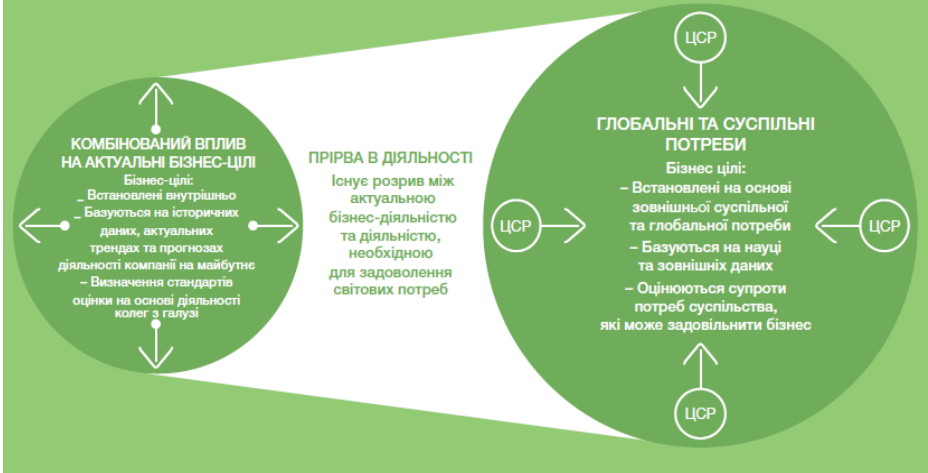 КОМБІНОВАНИЙ ВПЛИВ
НА АКТУАЛЬНІ БІЗНЕС-ЦІЛІ
Бізнес-цілі:
_ Встановлені внутрішньо
_ Базуються на історичних
даних, актуальних
трендах та прогнозах
діяльності компанії на майбутнє
– Визначення стандартів
оцінки на основі діяльності
колег з галузі
ПРІРВА В ДІЯЛЬНОСТІ
Існує розрив між
актуальною
бізнес-діяльністю
та діяльністю,
необхідною
для задоволення
світових потреб
ЦСР
ГЛОБАЛЬНІ ТА СУСПІЛЬНІ
ПОТРЕБИ
Бізнес цілі:
– Встановлені на основі
зовнішньої суспільної
та глобальної потреби
– Базуються на науці
та зовнішніх даних
– Оцінюються супроти
потреб суспільства,
які може задовільнити бізнес
ЦСР
ЦСР
ЦСР